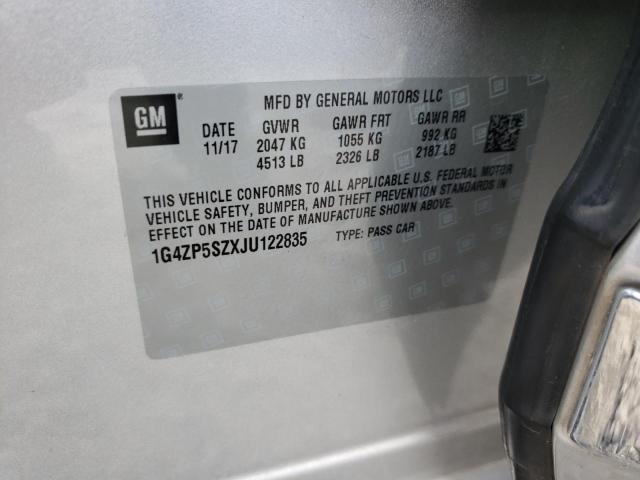 GM
MFD BY GENERAL MOTORS LLC
DATE GVWR GAWR FRT GAWR RR
11/17 2047 KG 1055 KG 992 KG
4513 LB 2326 LB 2187 LB
THIS VEHICLE CONFORMS TO ALL APPLICABLE U.S. FEDERAL MOTOR
VEHICLE SAFETY, BUMPER, AND THEFT PREVENTION STANDARDS IN
EFFECT ON THE DATE OF MANUFACTURE SHOWN ABOVE.
1G4ZP5SZXJU122835 TYPE: PASS CAR